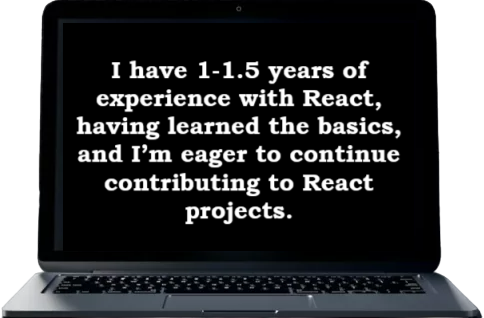 I have 1-1.5 years of
experience with React,
having learned the basics,
and I'm eager to continue
contributing to React
projects.